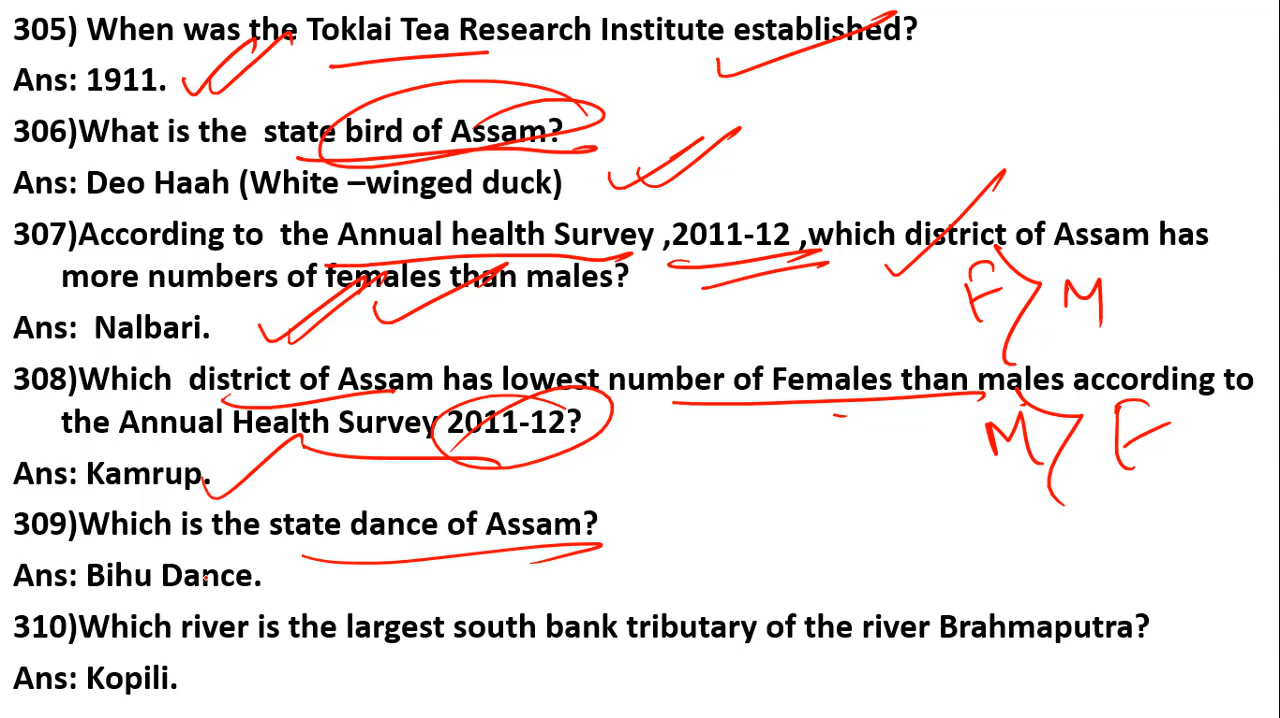 305) When was the Toklai Tea Research Institute established?
Ans: 1911.
306)What is the state bird of Assam?
Ans: Deo Haah (White –winged duck)
307)According to the Annual health Survey ,2011-12 ,which district of Assam has
more numbers of females than males?
F > M
Ans: Nalbari.
308)Which district of Assam has lowest number of Females than males according to
the Annual Health Survey 2011-12?
M > F
Ans: Kamrup.
309)Which is the state dance of Assam?
Ans: Bihu Dance.
310)Which river is the largest south bank tributary of the river Brahmaputra?
Ans: Kopili.